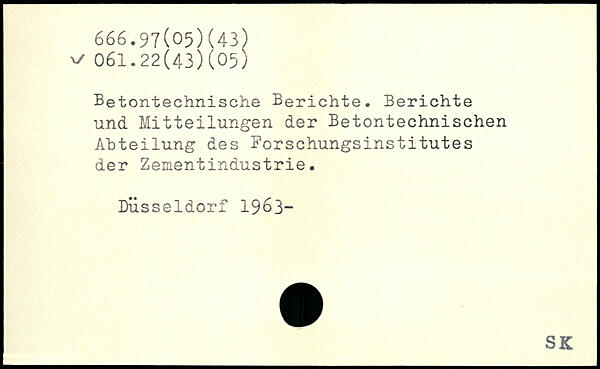 666.97(05)(43)
✓ 061.22(43)(05)
Betontechnische Berichte. Berichte
und Mitteilungen der Betontechnischen
Abteilung des Forschungsinstitutes
der Zementindustrie.
Düsseldorf 1963-
SK